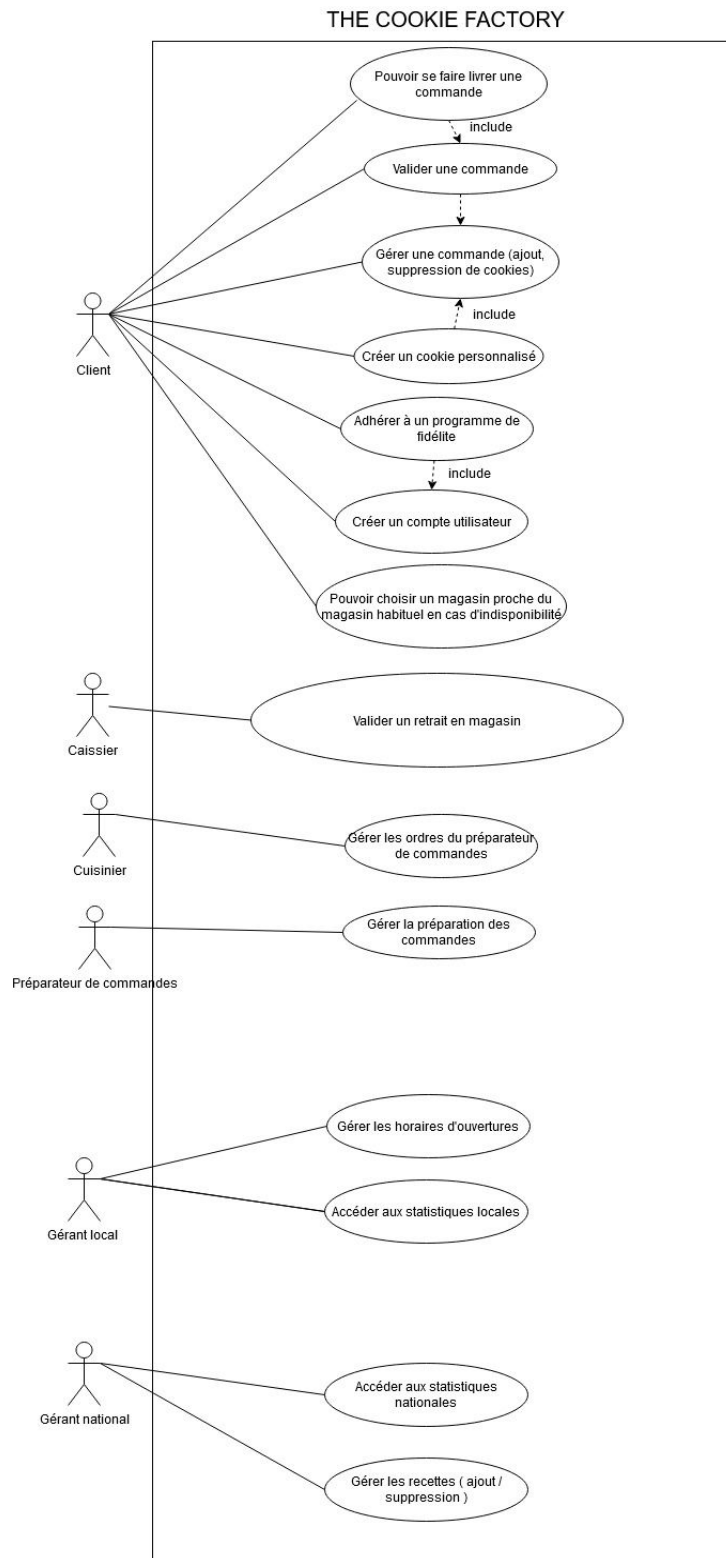 THE COOKIE FACTORY
Pouvoir se faire livrer une
commande
include
Valider une commande
Gérer une commande (ajout,
suppression de cookies)
include
Créer un cookie personnalisé
Client
Adhérer à un programme de
fidélite
include
Créer un compte utilisateur
Pouvoir choisir un magasin proche du
magasin habituel en cas d'indisponibilité
Valider un retrait en magasin
Caissier
Gérer les ordres du préparateur
de commandes
Cuisinier
Gérer la préparation des
commandes
Préparateur de commandes
Gérer les horaires d'ouvertures
Accéder aux statistiques locales
Gérant local
Accéder aux statistiques
nationales
Gérant national
Gérer les recettes ( ajout /
suppression )